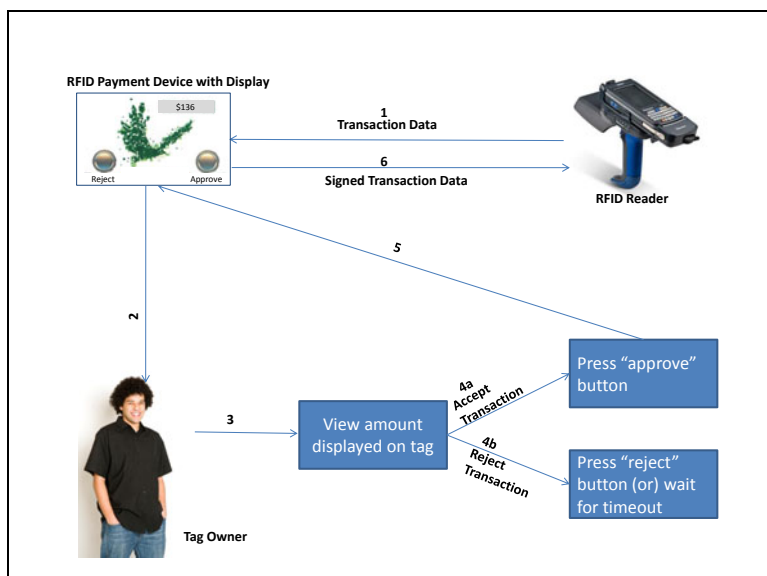 RFID Payment Device with Display
$136
Reject
Approve
1
Transaction Data
6
Signed Transaction Data
RFID Reader
5
2
3
View amount
displayed on tag
4a
Accept
Transaction
4b
Reject
Transaction
Press “approve”
button
Press “reject”
button (or) wait
for timeout
Tag Owner